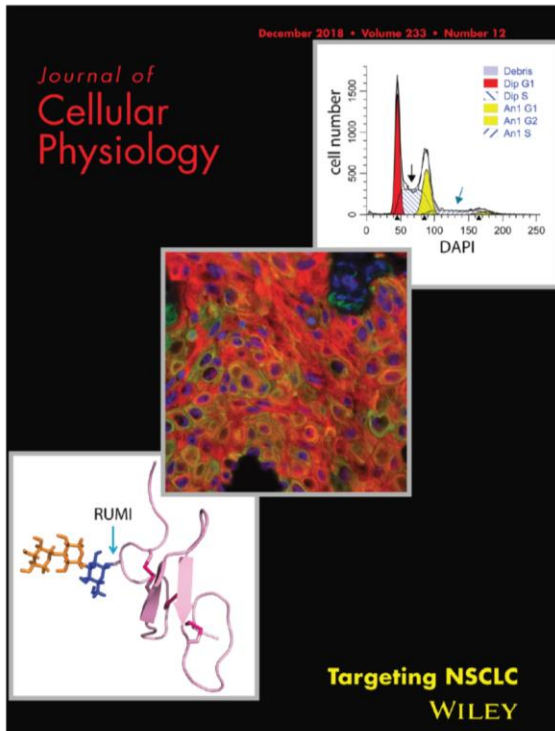 December 2018 • Volume 233 • Number 12
Journal of
Cellular
Physiology
cell number
1500
1000
500
0
0 50 100 150 200 250
DAPI
Debris
Dip G1
Dip S
An1 G1
An1 G2
An1 S
RUMI
Targeting NSCLC
WILEY